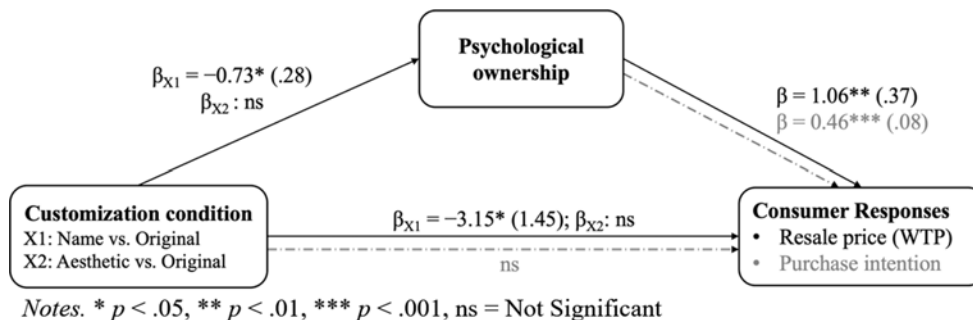 Psychological
ownership
βX1 = −0.73* (.28)
βX2 : ns
β = 1.06** (.37)
β = 0.46*** (.08)
Customization condition
X1: Name vs. Original
X2: Aesthetic vs. Original
βX1 = −3.15* (1.45); βX2: ns
ns
Consumer Responses
• Resale price (WTP)
• Purchase intention
Notes. * p < .05, ** p < .01, *** p < .001, ns = Not Significant